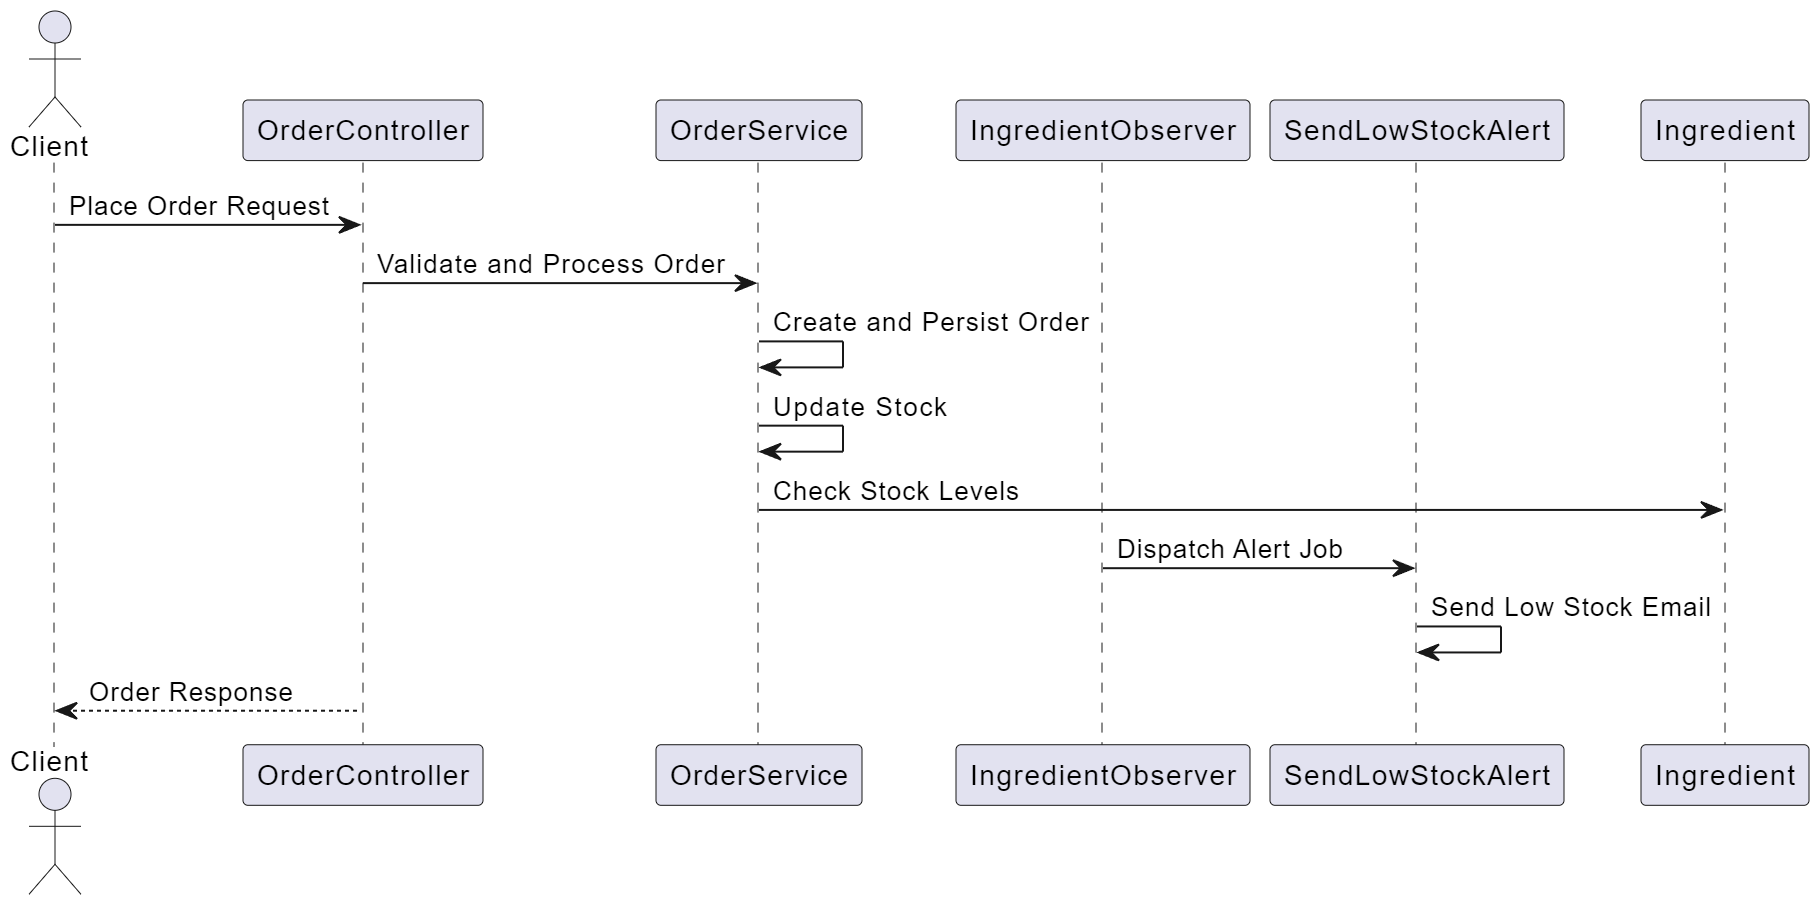 Client
OrderController
OrderService
IngredientObserver
SendLowStockAlert
Ingredient
Place Order Request
Validate and Process Order
Create and Persist Order
Update Stock
Check Stock Levels
Dispatch Alert Job
Send Low Stock Email
Order Response
Client
OrderController
OrderService
IngredientObserver
SendLowStockAlert
Ingredient